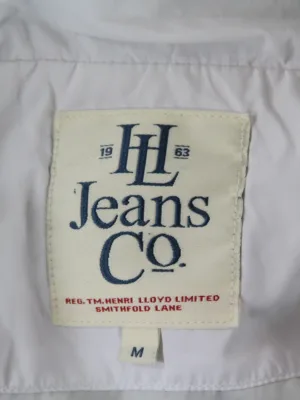 HL
19 63
Jeans
Co.
REG. TM. HENRI LLOYD LIMITED
SMITHFOLD LANE
M